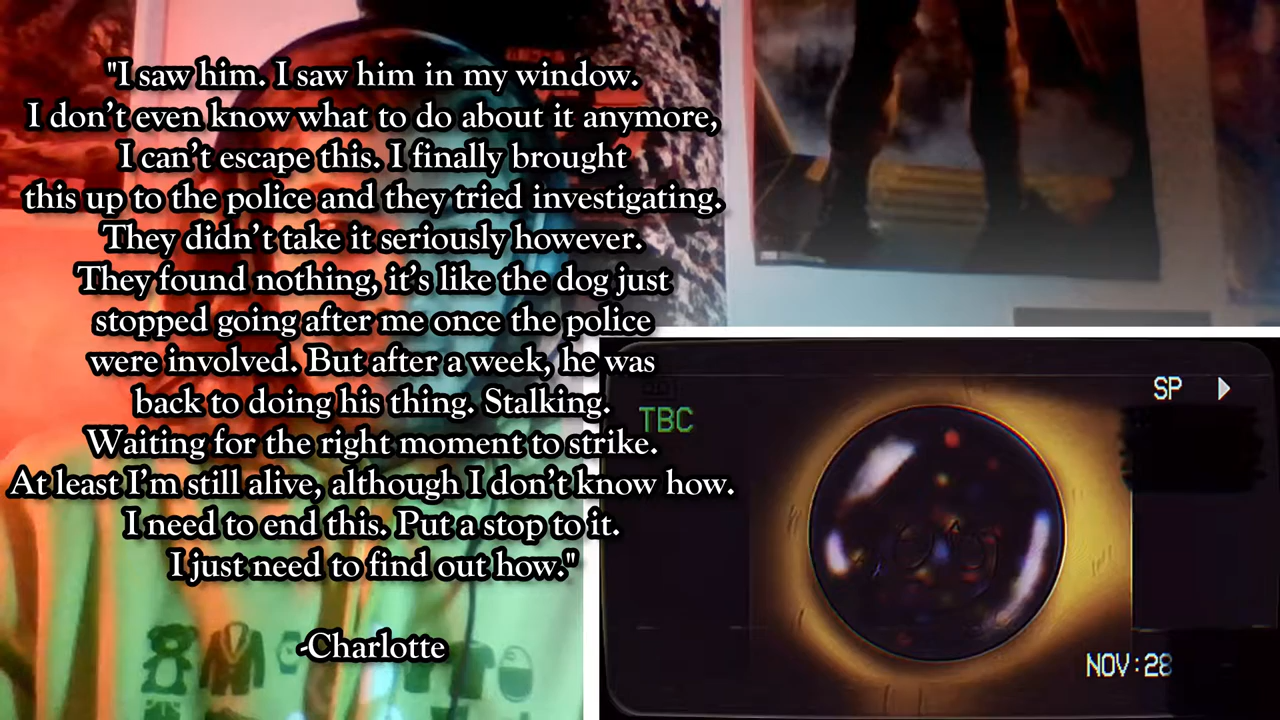 "I saw him. I saw him in my window.
I don't even know what to do about it anymore,
I can't escape this. I finally brought
this up to the police and they tried investigating.
They didn't take it seriously however.
They found nothing, it's like the dog just
stopped going after me once the police
were involved. But after a week, he was
back to doing his thing. Stalking.
Waiting for the right moment to strike.
At least I'm still alive, although I don't know how.
I need to end this. Put a stop to it.
I just need to find out how."
-Charlotte
SP
TBC
NOV:28